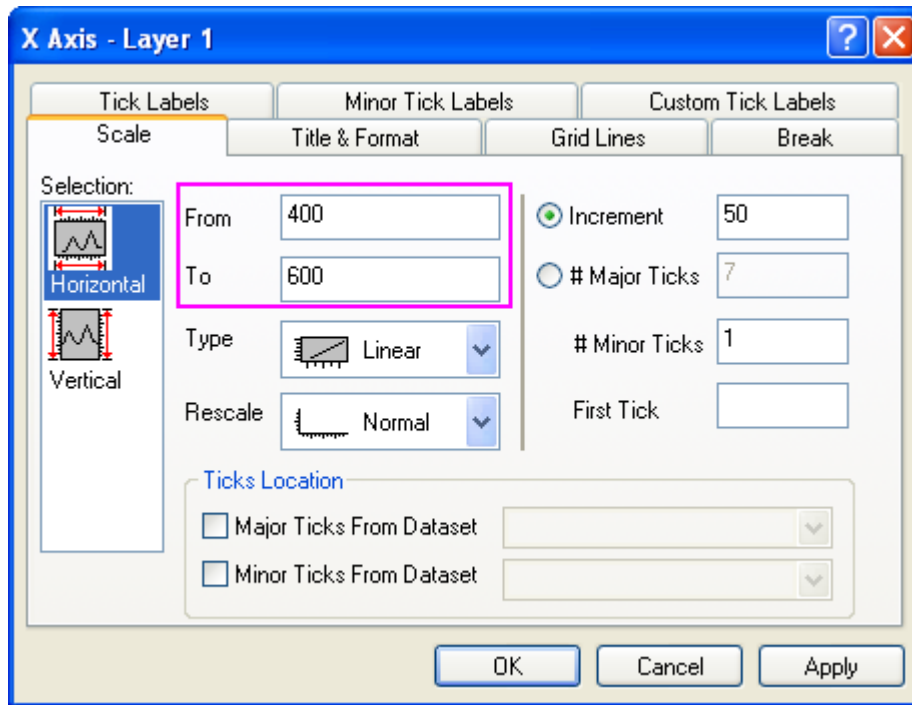 X Axis - Layer 1
?
Tick Labels Minor Tick Labels Custom Tick Labels
Scale Title & Format Grid Lines Break
Selection:
Horizontal
Vertical
From 400
To 600
Type Linear
Rescale Normal
Increment 50
# Major Ticks 7
# Minor Ticks 1
First Tick
Ticks Location
Major Ticks From Dataset
Minor Ticks From Dataset
OK Cancel Apply